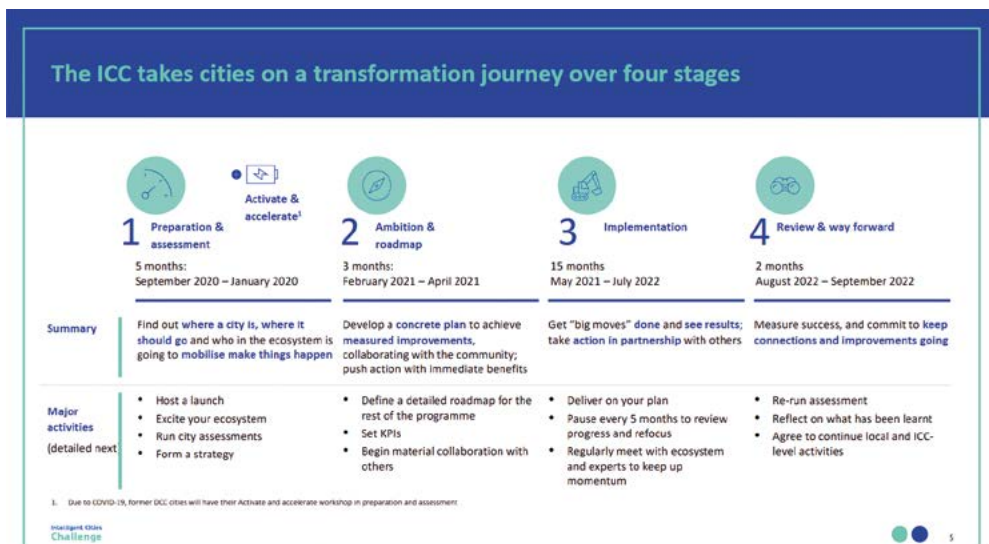 The ICC takes cities on a transformation journey over four stages
Activate &
accelerate¹
1 Preparation &
assessment
5 months:
September 2020 – January 2020
2 Ambition &
roadmap
3 months:
February 2021 – April 2021
3 Implementation
15 months
May 2021 – July 2022
4 Review & way forward
2 months
August 2022 – September 2022
Summary
Find out where a city is, where it
should go and who in the ecosystem is
going to mobilise make things happen
Develop a concrete plan to achieve
measured improvements,
collaborating with the community;
push action with immediate benefits
Get "big moves" done and see results;
take action in partnership with others
Measure success, and commit to keep
connections and improvements going
Major
activities
(detailed next)
• Host a launch
• Excite your ecosystem
• Run city assessments
• Form a strategy
• Define a detailed roadmap for the
rest of the programme
• Set KPIs
• Begin material collaboration with
others
• Deliver on your plan
• Pause every 5 months to review
progress and refocus
• Regularly meet with ecosystem
and experts to keep up
momentum
• Re-run assessment
• Reflect on what has been learnt
• Agree to continue local and ICC-
level activities
1. Due to COVID-19, former DCC cities will have their Activate and accelerate workshop in preparation and assessment
Intelligent Cities
Challenge
5